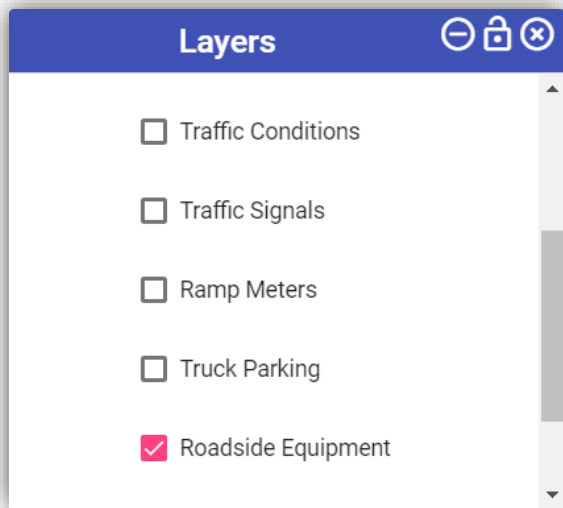 Layers
Traffic Conditions
Traffic Signals
Ramp Meters
Truck Parking
Roadside Equipment